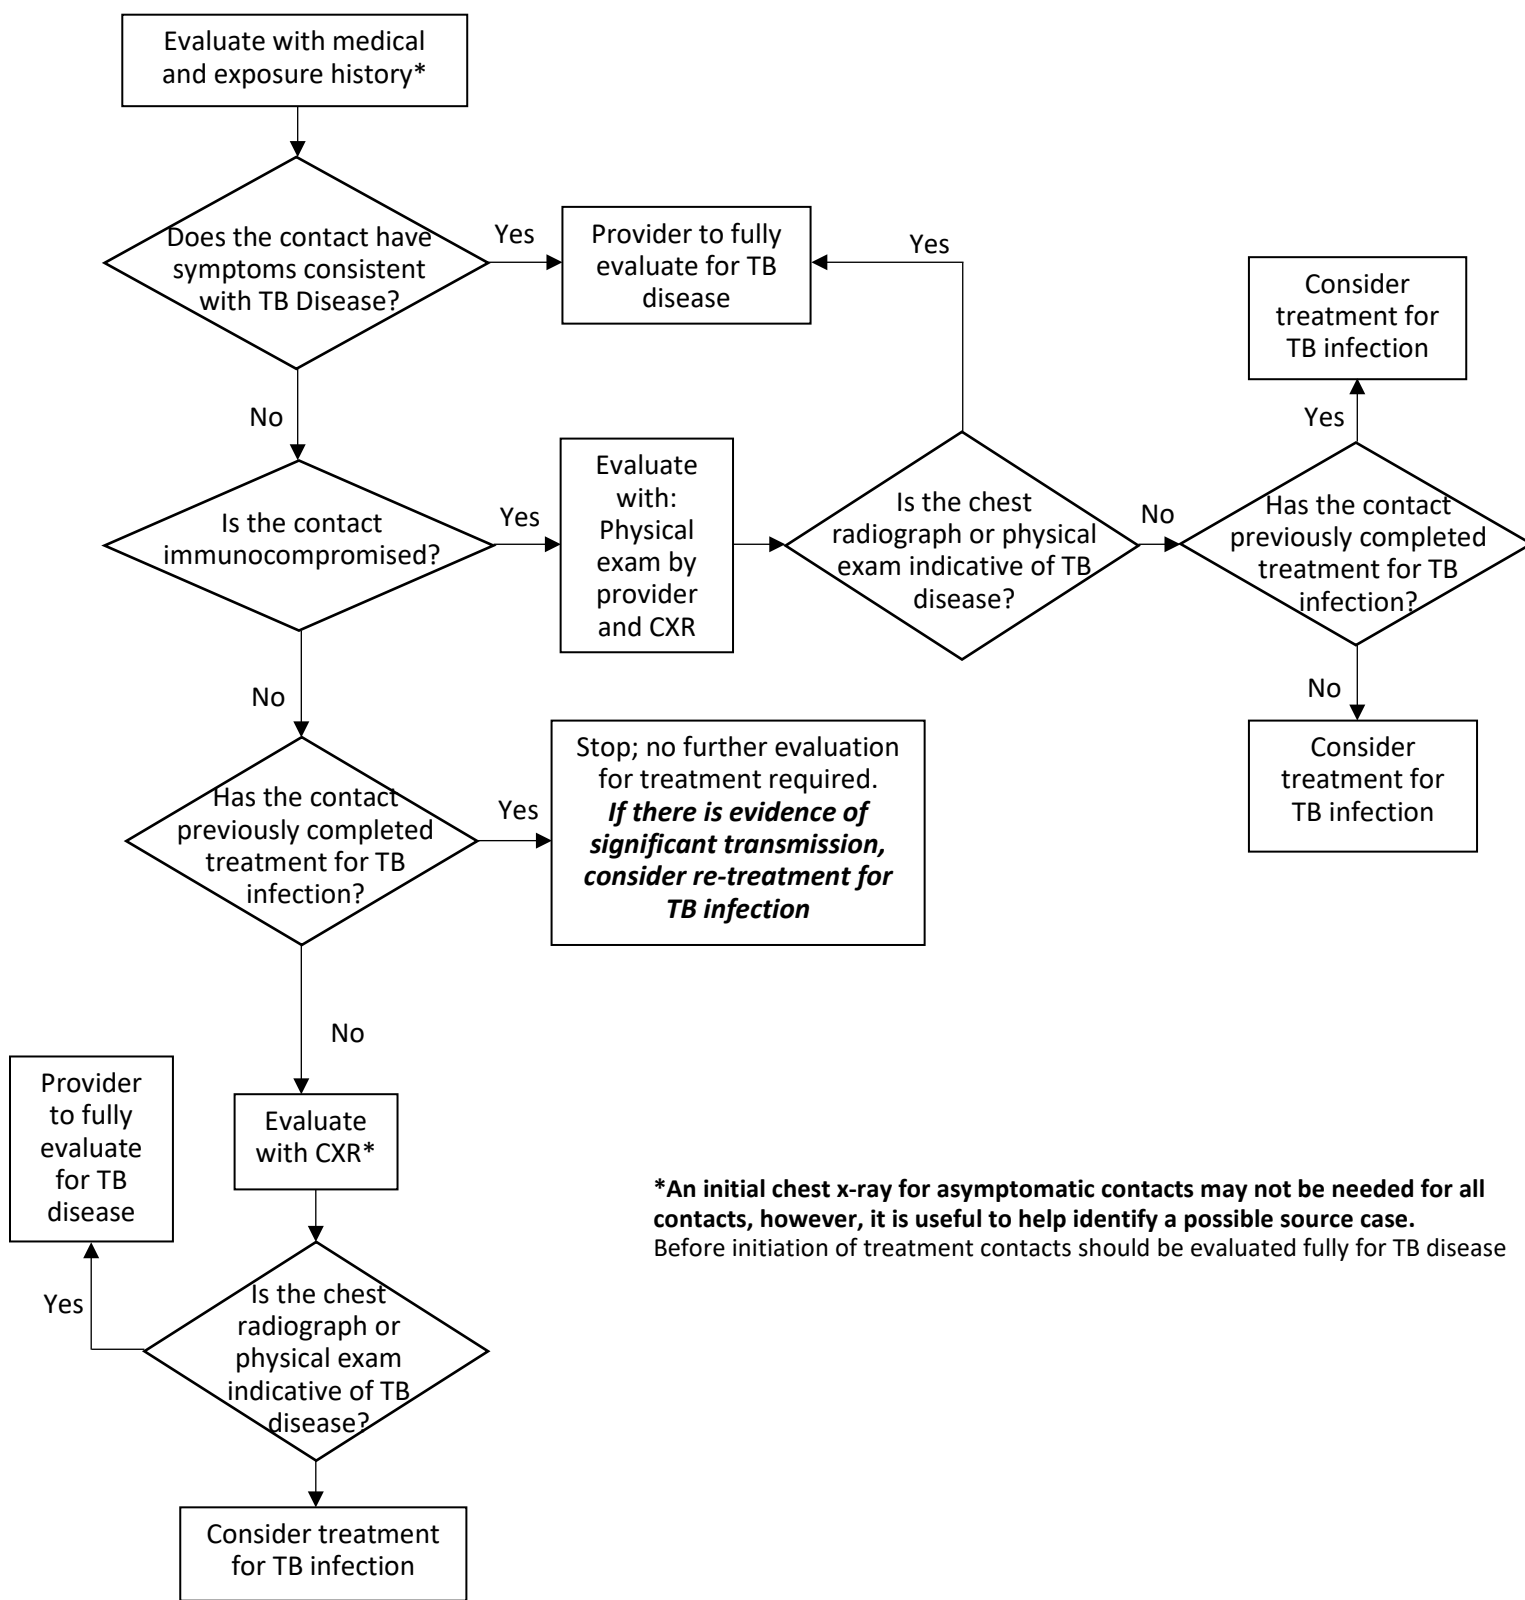 Evaluate with medical
and exposure history*
Does the contact have
symptoms consistent
with TB Disease?
Yes
Provider to fully
evaluate for TB
disease
Yes
Consider
treatment for
TB infection
Yes
No
Is the contact
immunocompromised?
Yes
Evaluate
with:
Physical
exam by
provider
and CXR
Is the chest
radiograph or physical
exam indicative of TB
disease?
No
Has the contact
previously completed
treatment for TB
infection?
No
Consider
treatment for
TB infection
No
Has the contact
previously completed
treatment for TB
infection?
Yes
Stop; no further evaluation
for treatment required.
If there is evidence of
significant transmission,
consider re-treatment for
TB infection
No
Provider
to fully
evaluate
for TB
disease
Evaluate
with CXR*
Yes
Is the chest
radiograph or
physical exam
indicative of TB
disease?
Consider treatment
for TB infection
*An initial chest x-ray for asymptomatic contacts may not be needed for all
contacts, however, it is useful to help identify a possible source case.
Before initiation of treatment contacts should be evaluated fully for TB disease